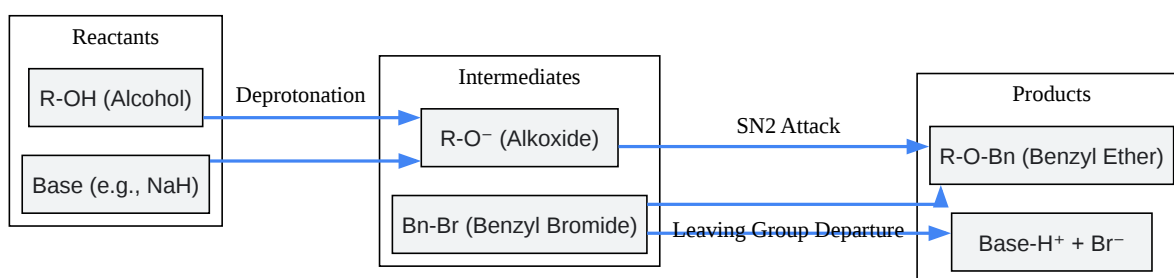 Reactants
R-OH (Alcohol)
Base (e.g., NaH)
Deprotonation
Intermediates
R-O⁻ (Alkoxide)
Bn-Br (Benzyl Bromide)
SN2 Attack
Leaving Group Departure
Products
R-O-Bn (Benzyl Ether)
Base-H⁺ + Br⁻